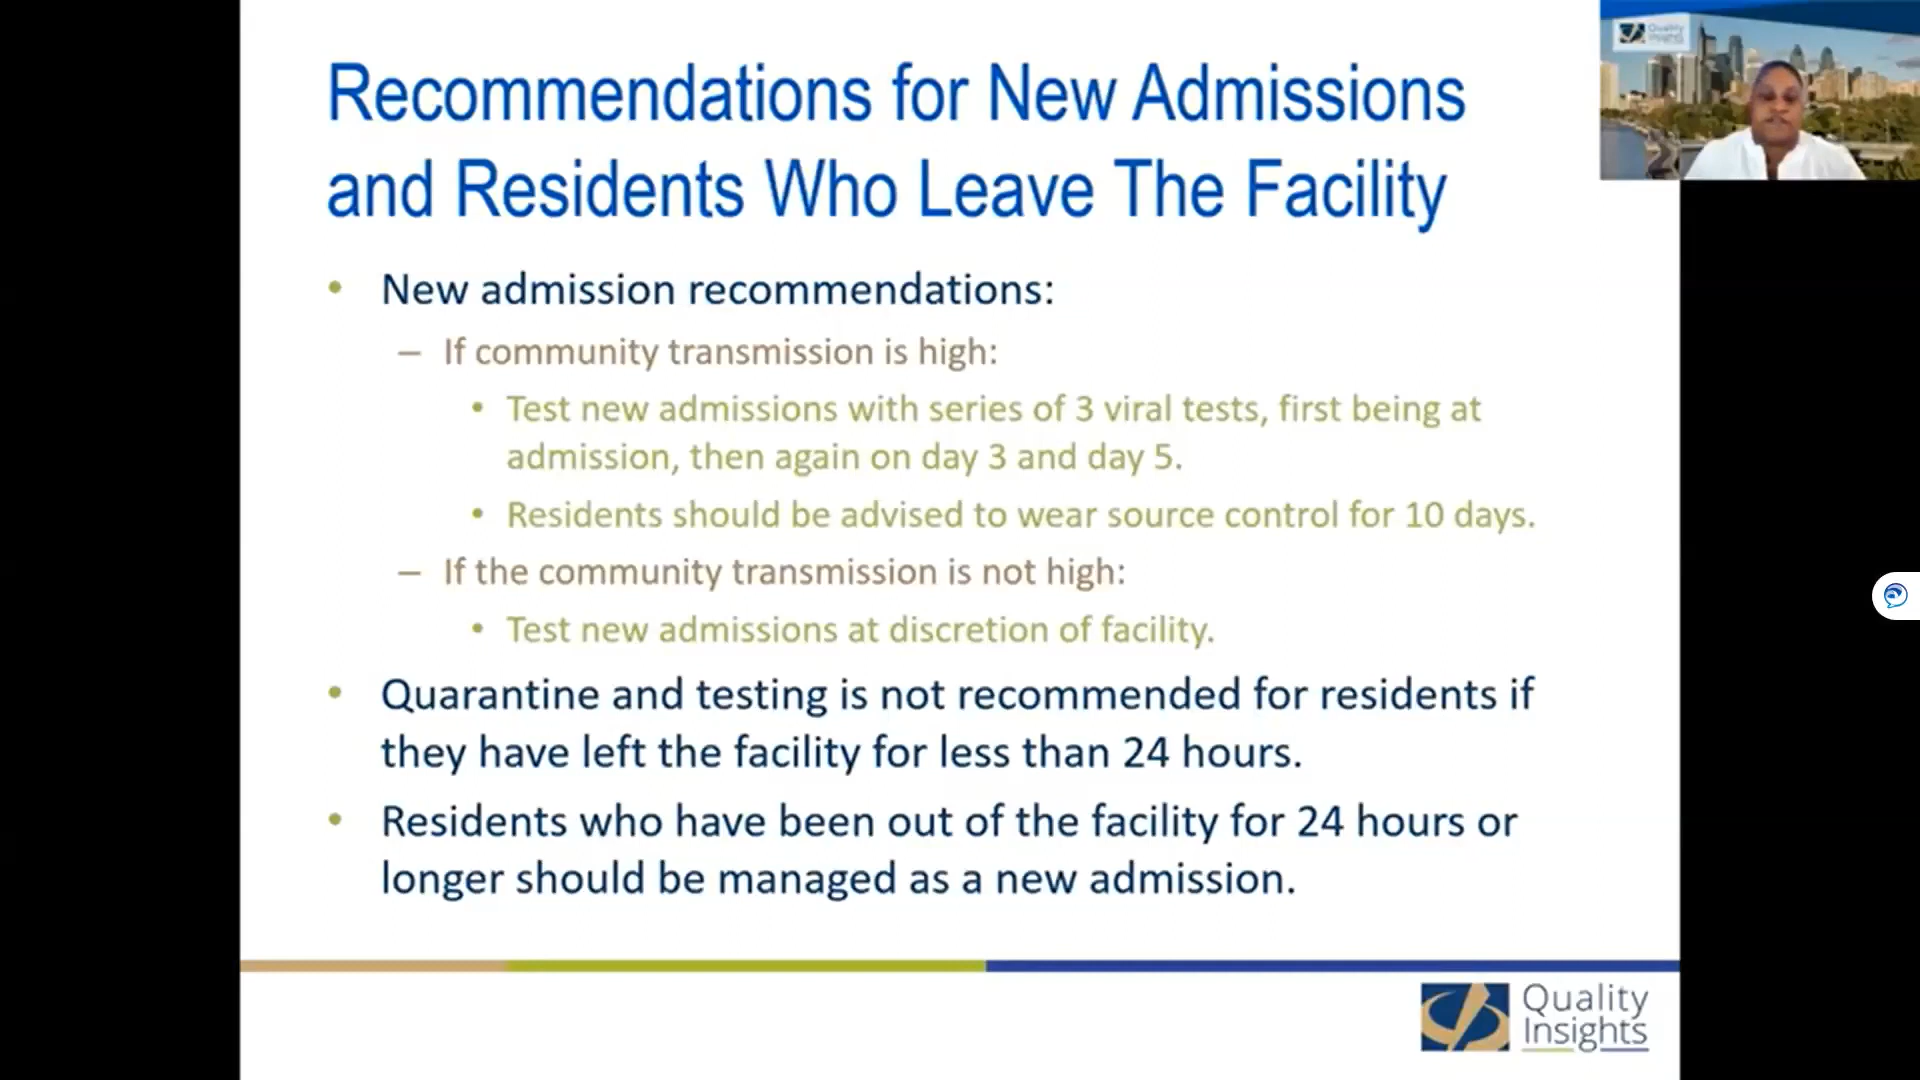 Recommendations for New Admissions
and Residents Who Leave The Facility
• New admission recommendations:
– If community transmission is high:
• Test new admissions with series of 3 viral tests, first being at
admission, then again on day 3 and day 5.
• Residents should be advised to wear source control for 10 days.
– If the community transmission is not high:
• Test new admissions at discretion of facility.
• Quarantine and testing is not recommended for residents if
they have left the facility for less than 24 hours.
• Residents who have been out of the facility for 24 hours or
longer should be managed as a new admission.
Quality
Insights
Quality
Insights